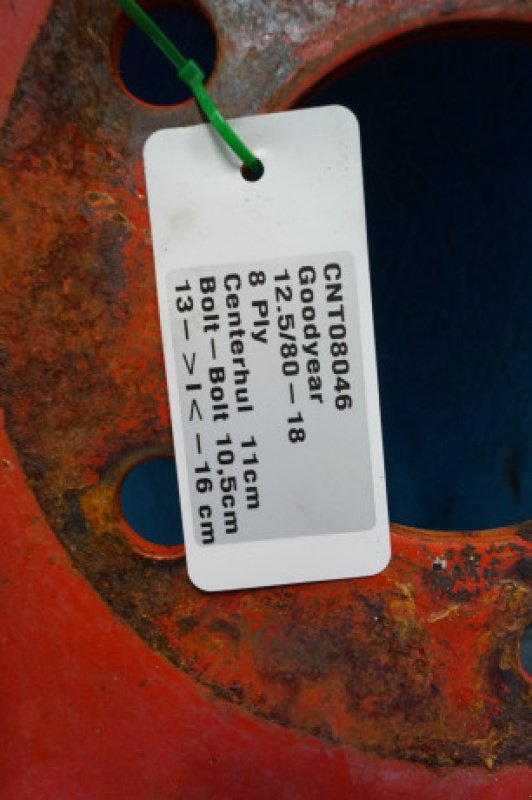 CNT08046
Goodyear
12.5/80-18
8 Ply
Centerhul 11cm
Bolt-Bolt 10,5cm
13->I<-16 cm